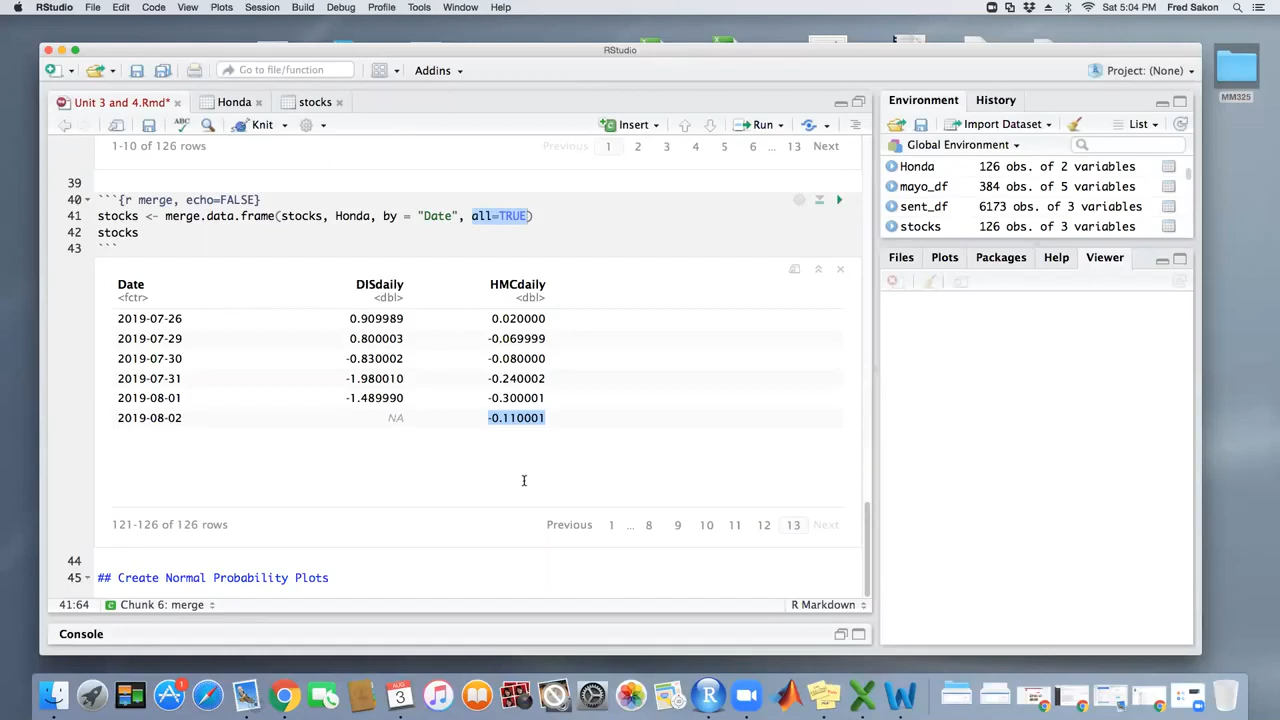 RStudio File Edit Code View Plots Session Build Debug Profile Tools Window Help Sat 5:04 PM Fred Sakon
RStudio
Go to file/function Addins Project: (None)
MM325
Unit 3 and 4.Rmd* Honda stocks
Knit Insert Run
1-10 of 126 rows Previous 1 2 3 4 5 6 ... 13 Next
39
40 ```{r merge, echo=FALSE}
41 stocks <- merge.data.frame(stocks, Honda, by = "Date", all=TRUE)
42 stocks
43 ```
Date DISdaily HMCdaily
<fctr> <dbl> <dbl>
2019-07-26 0.909989 0.020000
2019-07-29 0.800003 -0.069999
2019-07-30 -0.830002 -0.080000
2019-07-31 -1.980010 -0.240002
2019-08-01 -1.489990 -0.300001
2019-08-02 NA -0.110001
121-126 of 126 rows Previous 1 ... 8 9 10 11 12 13 Next
44
45 ## Create Normal Probability Plots
41:64 Chunk 6: merge R Markdown
Console
Environment History
Import Dataset List
Global Environment
Honda 126 obs. of 2 variables
mayo_df 384 obs. of 5 variables
sent_df 6173 obs. of 3 variables
stocks 126 obs. of 3 variables
Files Plots Packages Help Viewer
1
AUG
3
R
X
W